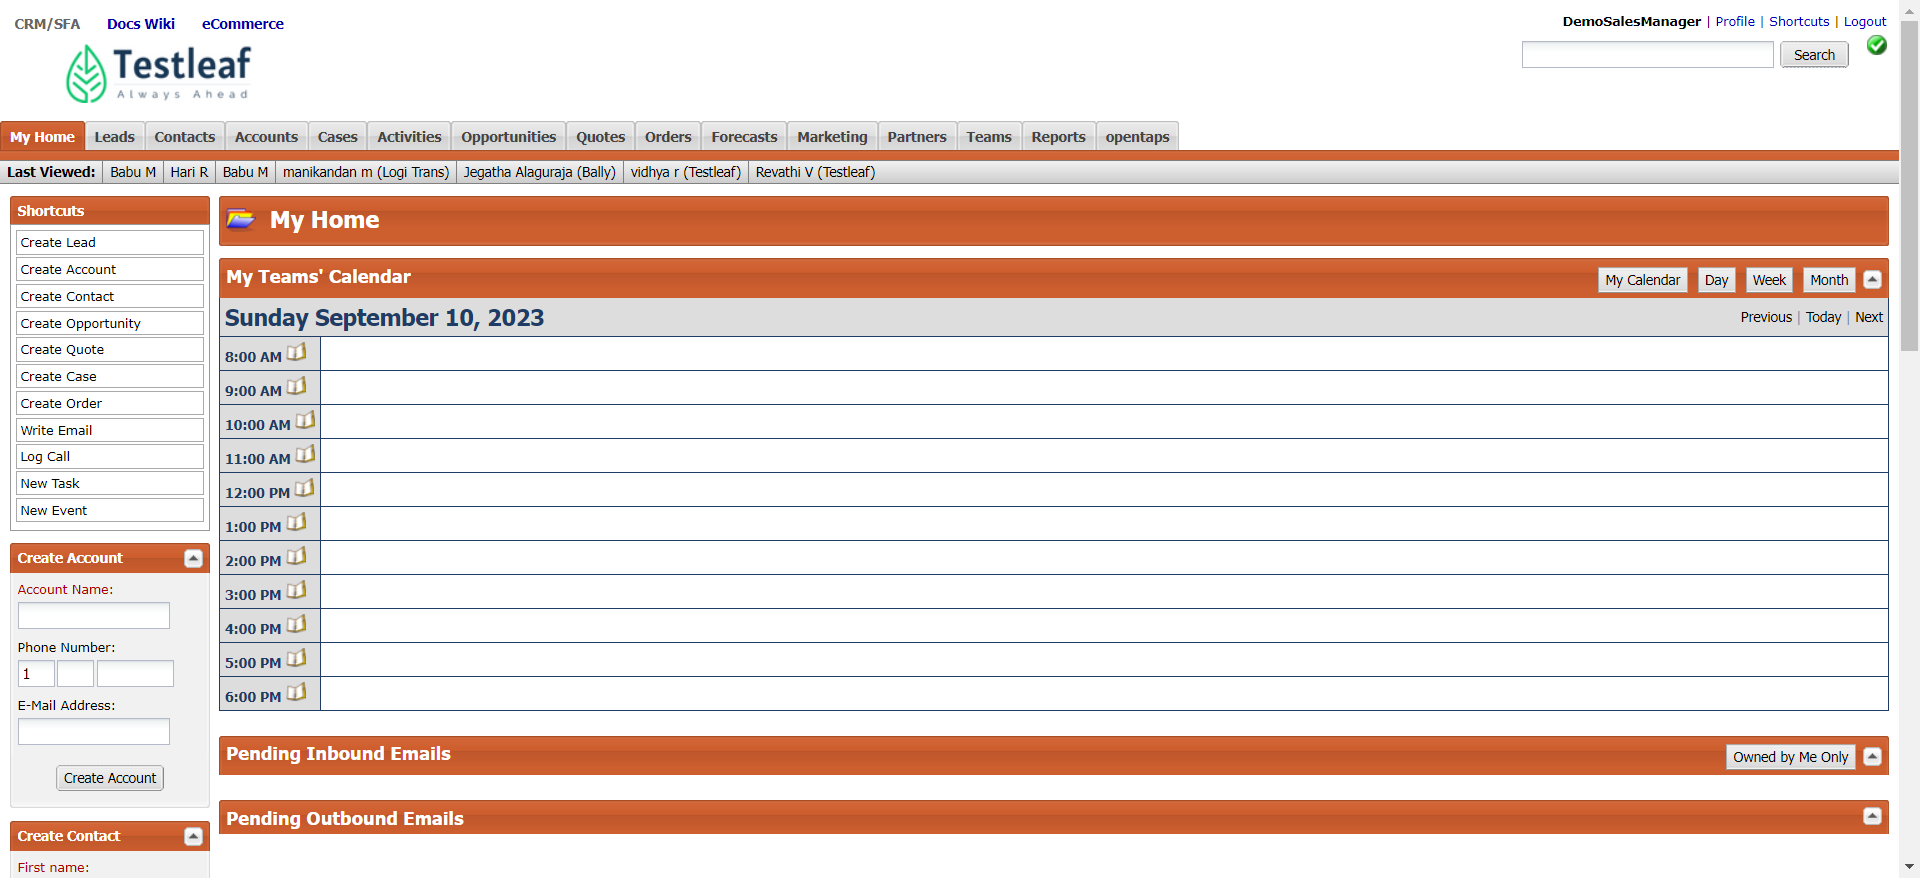 CRM/SFA Docs Wiki eCommerce
DemoSalesManager | Profile | Shortcuts | Logout
Search
Testleaf
Always Ahead
My Home Leads Contacts Accounts Cases Activities Opportunities Quotes Orders Forecasts Marketing Partners Teams Reports opentaps
Last Viewed: Babu M Hari R Babu M manikandan m (Logi Trans) Jegatha Alaguraja (Bally) vidhya r (Testleaf) Revathi V (Testleaf)
Shortcuts
Create Lead
Create Account
Create Contact
Create Opportunity
Create Quote
Create Case
Create Order
Write Email
Log Call
New Task
New Event
Create Account
Account Name:
Phone Number:
1
E-Mail Address:
Create Account
Create Contact
First name:
My Home
My Teams' Calendar
My Calendar Day Week Month
Sunday September 10, 2023
Previous | Today | Next
8:00 AM
9:00 AM
10:00 AM
11:00 AM
12:00 PM
1:00 PM
2:00 PM
3:00 PM
4:00 PM
5:00 PM
6:00 PM
Pending Inbound Emails
Owned by Me Only
Pending Outbound Emails